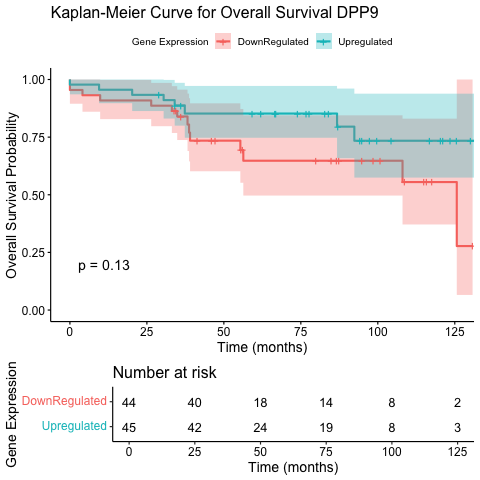 Kaplan-Meier Curve for Overall Survival DPP9
Gene Expression DownRegulated Upregulated
Overall Survival Probability
1.00
0.75
0.50
0.25
0.00
p = 0.13
0 25 50 75 100 125
Time (months)
Number at risk
Gene Expression
DownRegulated 44 40 18 14 8 2
Upregulated 45 42 24 19 8 3
0 25 50 75 100 125
Time (months)